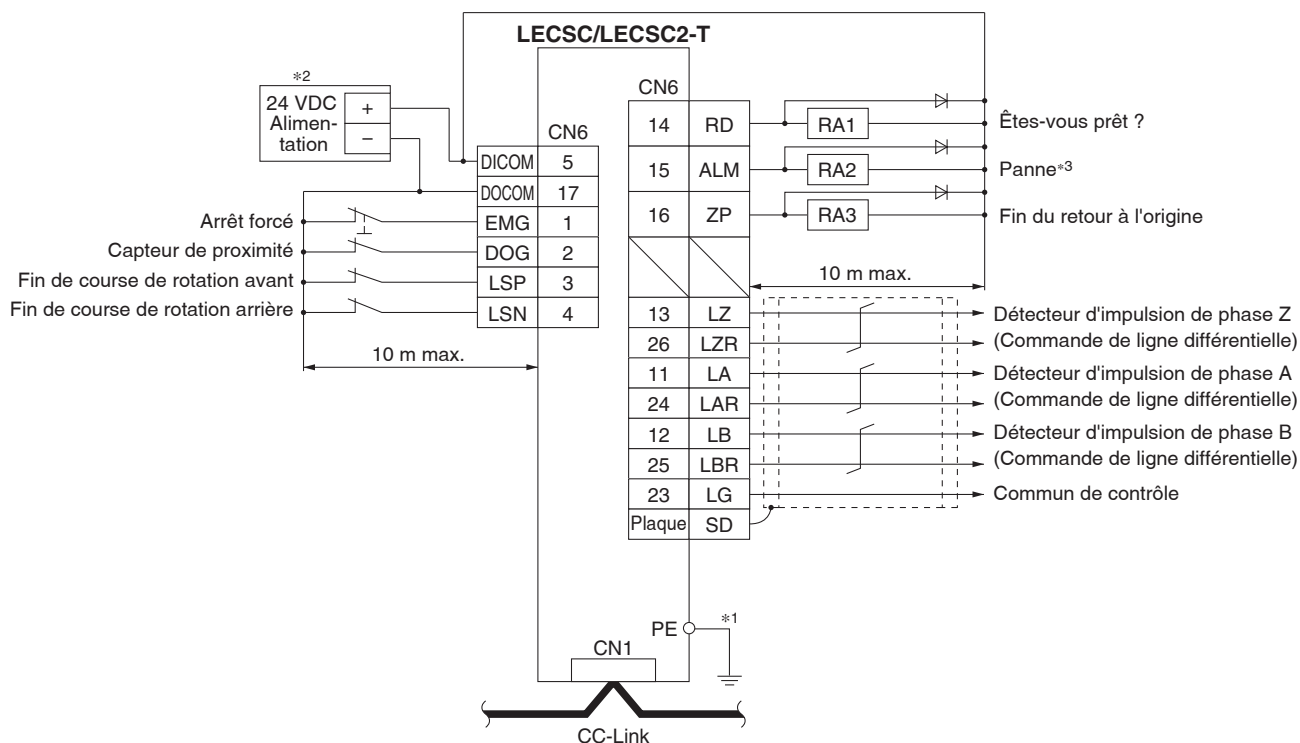 LECSC/LECSC2-T
*2
24 VDC
Alimen-
tation
+
−
CN6
DICOM 5
DOCOM 17
EMG 1
DOG 2
LSP 3
LSN 4
Arrêt forcé
Capteur de proximité
Fin de course de rotation avant
Fin de course de rotation arrière
10 m max.
CN6
14 RD RA1 Êtes-vous prêt ?
15 ALM RA2 Panne*3
16 ZP RA3 Fin du retour à l'origine
10 m max.
13 LZ Détecteur d'impulsion de phase Z
26 LZR (Commande de ligne différentielle)
11 LA Détecteur d'impulsion de phase A
24 LAR (Commande de ligne différentielle)
12 LB Détecteur d'impulsion de phase B
25 LBR (Commande de ligne différentielle)
23 LG Commun de contrôle
Plaque SD
PE *1
CN1
CC-Link